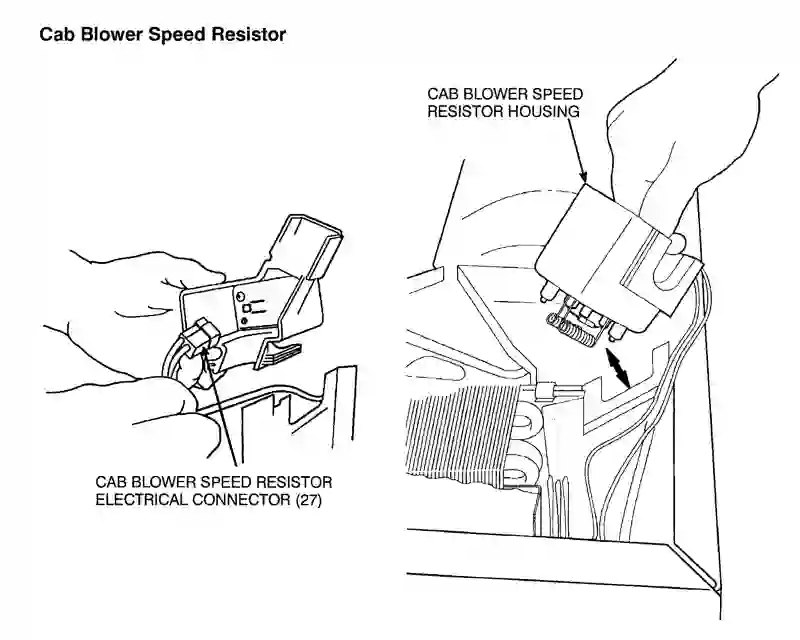 Cab Blower Speed Resistor
CAB BLOWER SPEED
RESISTOR HOUSING
CAB BLOWER SPEED RESISTOR
ELECTRICAL CONNECTOR (27)